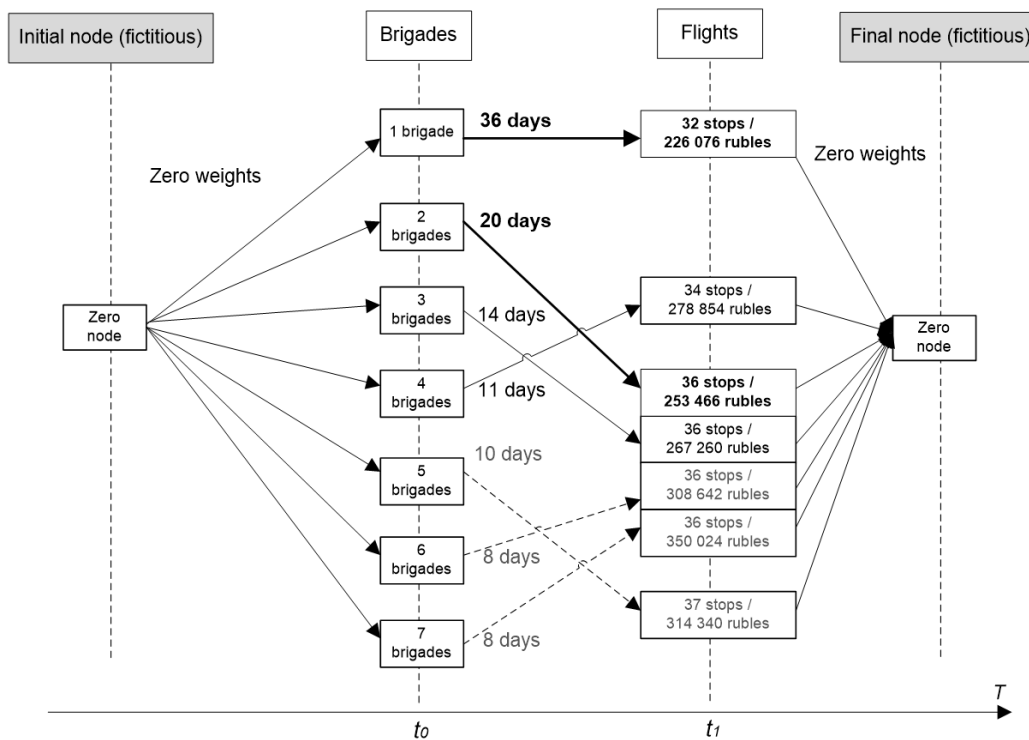 Initial node (fictitious)
Brigades
Flights
Final node (fictitious)
Zero weights
1 brigade
36 days
32 stops /
226 076 rubles
Zero weights
2
brigades
20 days
Zero
node
3
brigades
14 days
34 stops /
278 854 rubles
Zero
node
4
brigades
11 days
36 stops /
253 466 rubles
36 stops /
267 260 rubles
5
brigades
10 days
36 stops /
308 642 rubles
36 stops /
350 024 rubles
6
brigades
8 days
37 stops /
314 340 rubles
7
brigades
8 days
T
t0
t1